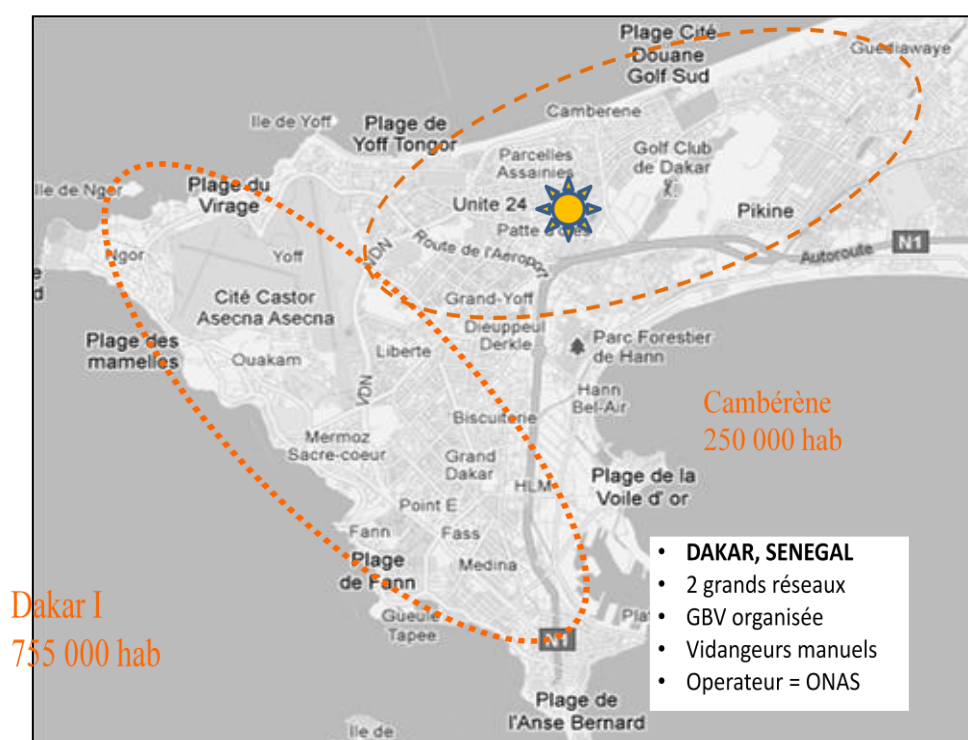 Plage Cité
Douane
Golf Sud
Guediawaye
Ile de Yoff
Plage de
Yoff Tongor
Camberene
Parcelles
Assainies
Golf Club
de Dakar
Ile de Ngor
Plage du
Virage
Unite 24
Patte d'oies
Pikine
Ngor
Yoff
VDN
Route de l'Aeroport
N1
Autoroute
Cité Castor
Asecna Asecna
Grand-Yoff
Dieuppeul
Derkle
Plage des
mamelles
Ouakam
Liberte
Parc Forestier
de Hann
VDN
Hann
Bel-Air
Cambérène
250 000 hab
Biscuiterie
Mermoz
Sacre-coeur
Grand
Dakar
HLM
Plage de la
Voile d' or
Point E
Fann
Fass
Plage
de Fann
Medina
Gueule
Tapee
Dakar I
755 000 hab
N1
Plage de
l'Anse Bernard
Ile de
• DAKAR, SENEGAL
• 2 grands réseaux
• GBV organisée
• Vidangeurs manuels
• Operateur = ONAS